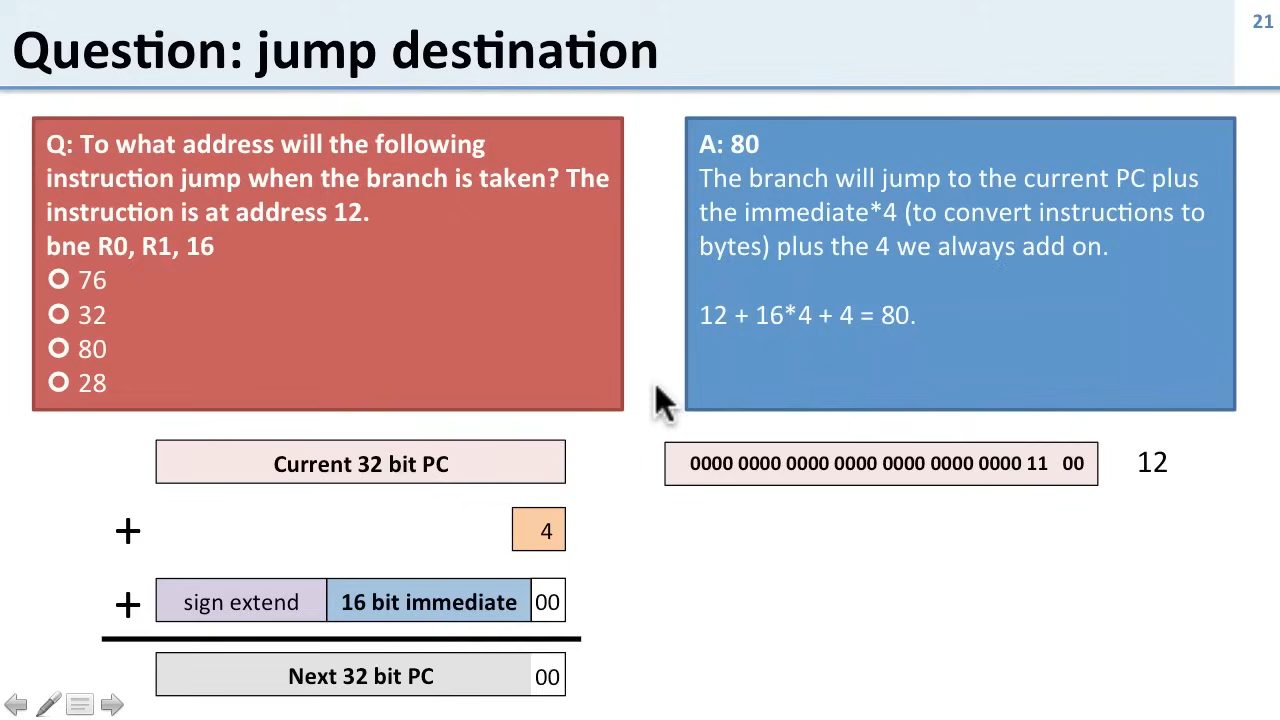 21
Question: jump destination
Q: To what address will the following
instruction jump when the branch is taken? The
instruction is at address 12.
bne R0, R1, 16
76
32
80
28
A: 80
The branch will jump to the current PC plus
the immediate*4 (to convert instructions to
bytes) plus the 4 we always add on.
12 + 16*4 + 4 = 80.
Current 32 bit PC
+ 4
+ sign extend 16 bit immediate 00
Next 32 bit PC 00
0000 0000 0000 0000 0000 0000 0000 11 00 12